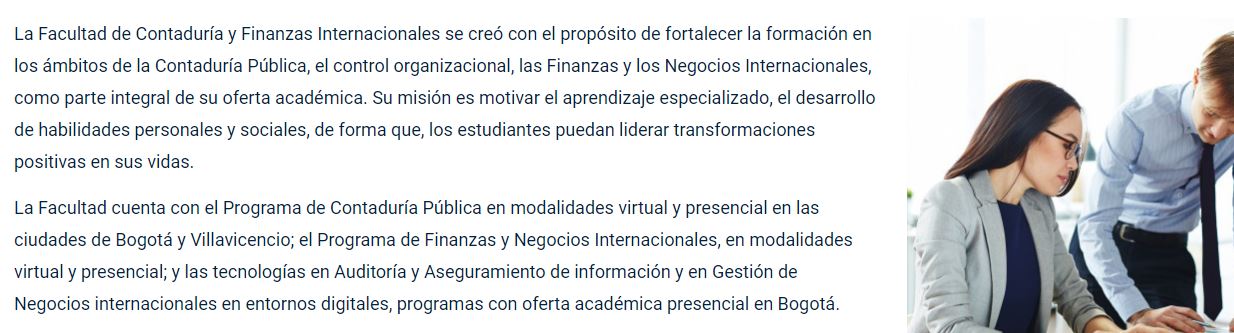 La Facultad de Contaduría y Finanzas Internacionales se creó con el propósito de fortalecer la formación en
los ámbitos de la Contaduría Pública, el control organizacional, las Finanzas y los Negocios Internacionales,
como parte integral de su oferta académica. Su misión es motivar el aprendizaje especializado, el desarrollo
de habilidades personales y sociales, de forma que, los estudiantes puedan liderar transformaciones
positivas en sus vidas.
La Facultad cuenta con el Programa de Contaduría Pública en modalidades virtual y presencial en las
ciudades de Bogotá y Villavicencio; el Programa de Finanzas y Negocios Internacionales, en modalidades
virtual y presencial; y las tecnologías en Auditoría y Aseguramiento de información y en Gestión de
Negocios internacionales en entornos digitales, programas con oferta académica presencial en Bogotá.